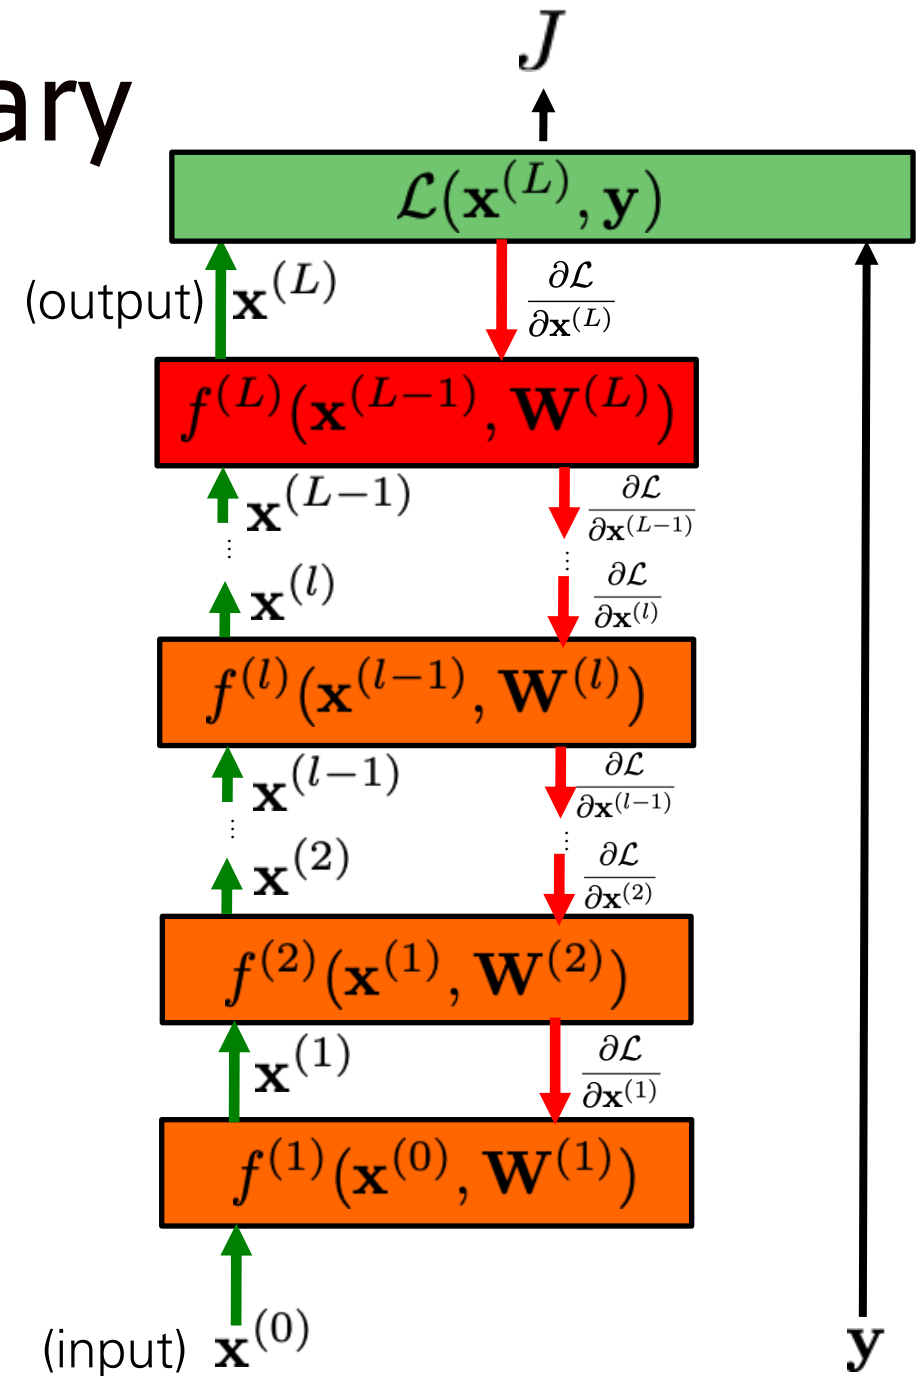 J
ary
ℒ(x^(L), y)
(output) x^(L) ∂ℒ/∂x^(L)
f^(L)(x^(L−1), W^(L))
x^(L−1) ∂ℒ/∂x^(L−1)
⋮ ⋮
x^(l) ∂ℒ/∂x^(l)
f^(l)(x^(l−1), W^(l))
x^(l−1) ∂ℒ/∂x^(l−1)
⋮ ⋮
x^(2) ∂ℒ/∂x^(2)
f^(2)(x^(1), W^(2))
x^(1) ∂ℒ/∂x^(1)
f^(1)(x^(0), W^(1))
(input) x^(0) y